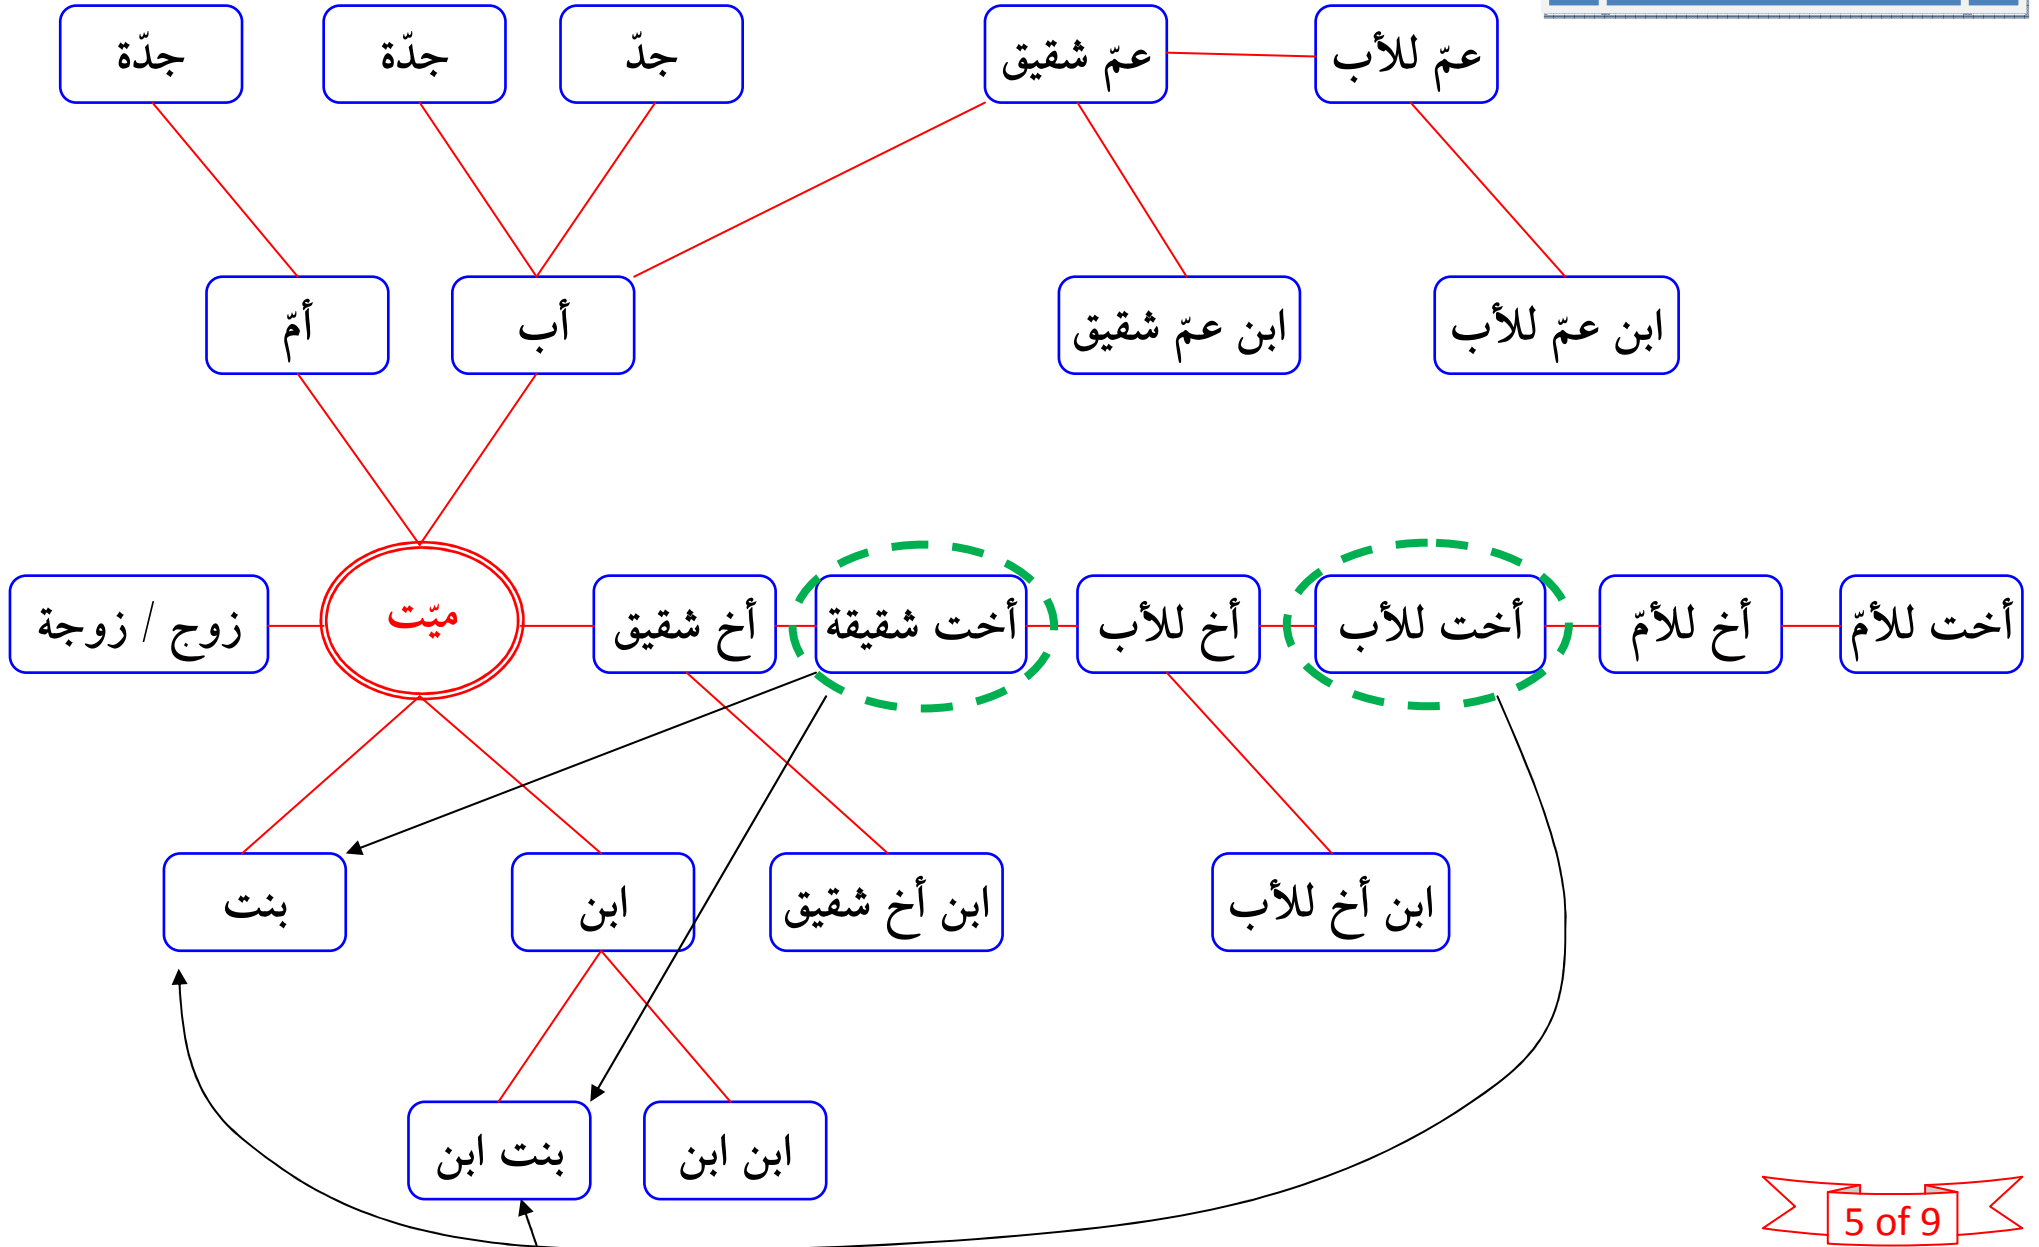 عمّ للأب
عمّ شقيق
جدّ
جدّة
جدّة
ابن عمّ للأب
ابن عمّ شقيق
أب
أمّ
أخت للأمّ
أخ للأمّ
أخت للأب
أخ للأب
أخت شقيقة
أخ شقيق
ميّت
زوج / زوجة
ابن أخ للأب
ابن أخ شقيق
ابن
بنت
ابن ابن
بنت ابن
5 of 9